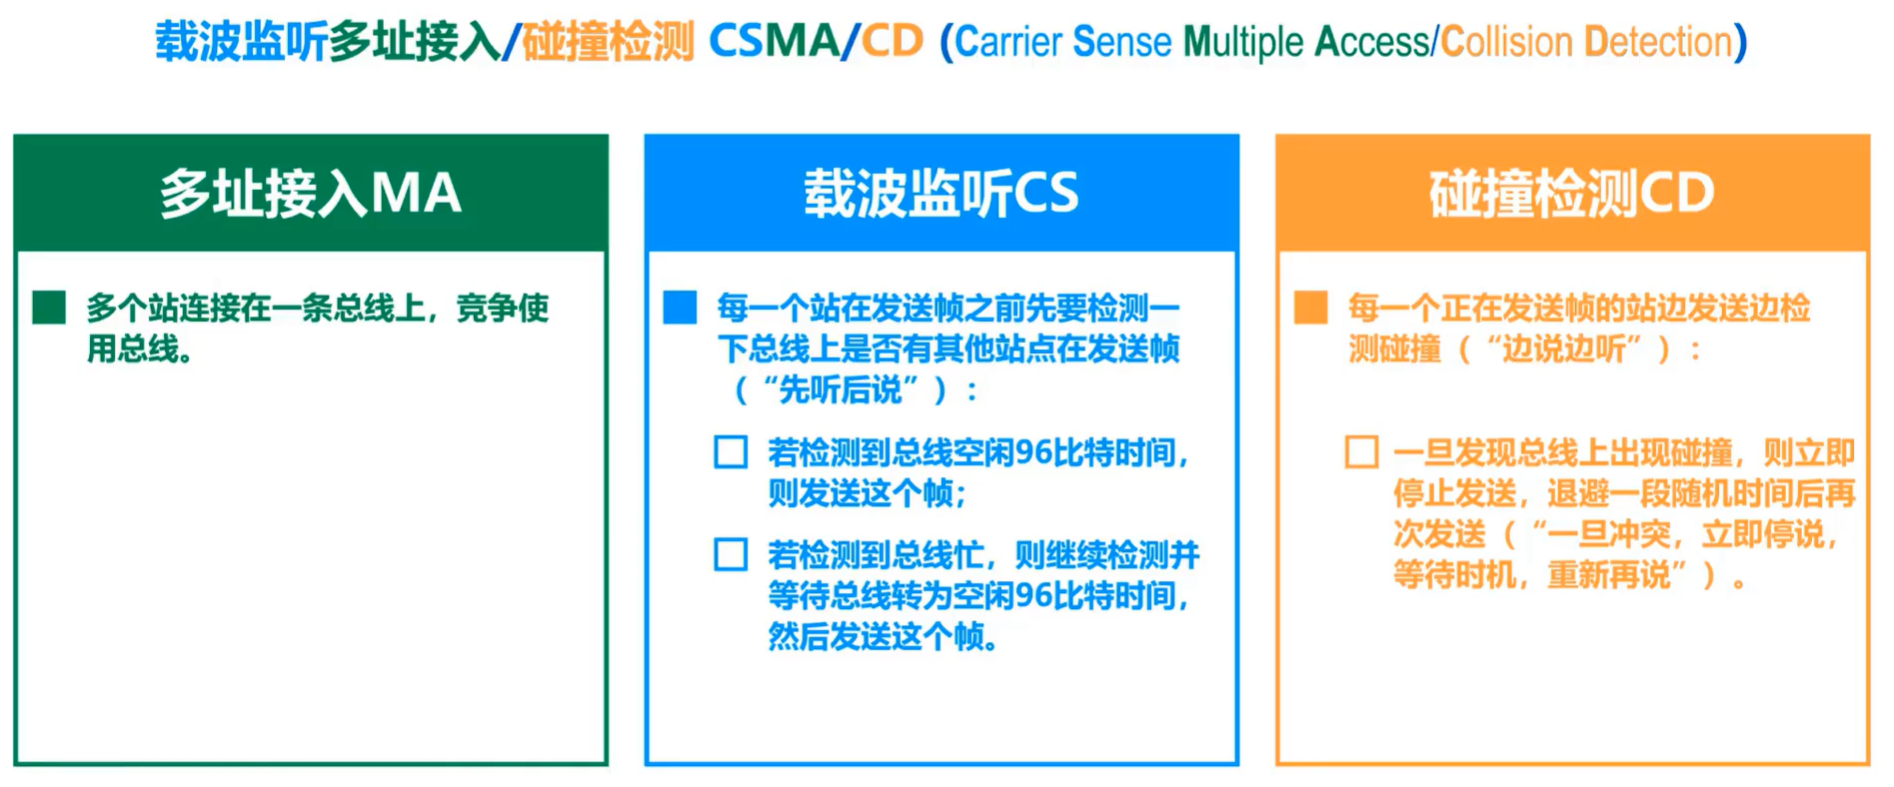 载波监听多址接入/碰撞检测 CSMA/CD (Carrier Sense Multiple Access/Collision Detection)
多址接入MA
多个站连接在一条总线上，竞争使
用总线。
载波监听CS
每一个站在发送帧之前先要检测一
下总线上是否有其他站点在发送帧
（“先听后说”）：
若检测到总线空闲96比特时间，
则发送这个帧；
若检测到总线忙，则继续检测并
等待总线转为空闲96比特时间，
然后发送这个帧。
碰撞检测CD
每一个正在发送帧的站边发送边检
测碰撞（“边说边听”）：
一旦发现总线上出现碰撞，则立即
停止发送，退避一段随机时间后再
次发送（“一旦冲突，立即停说，
等待时机，重新再说”）。